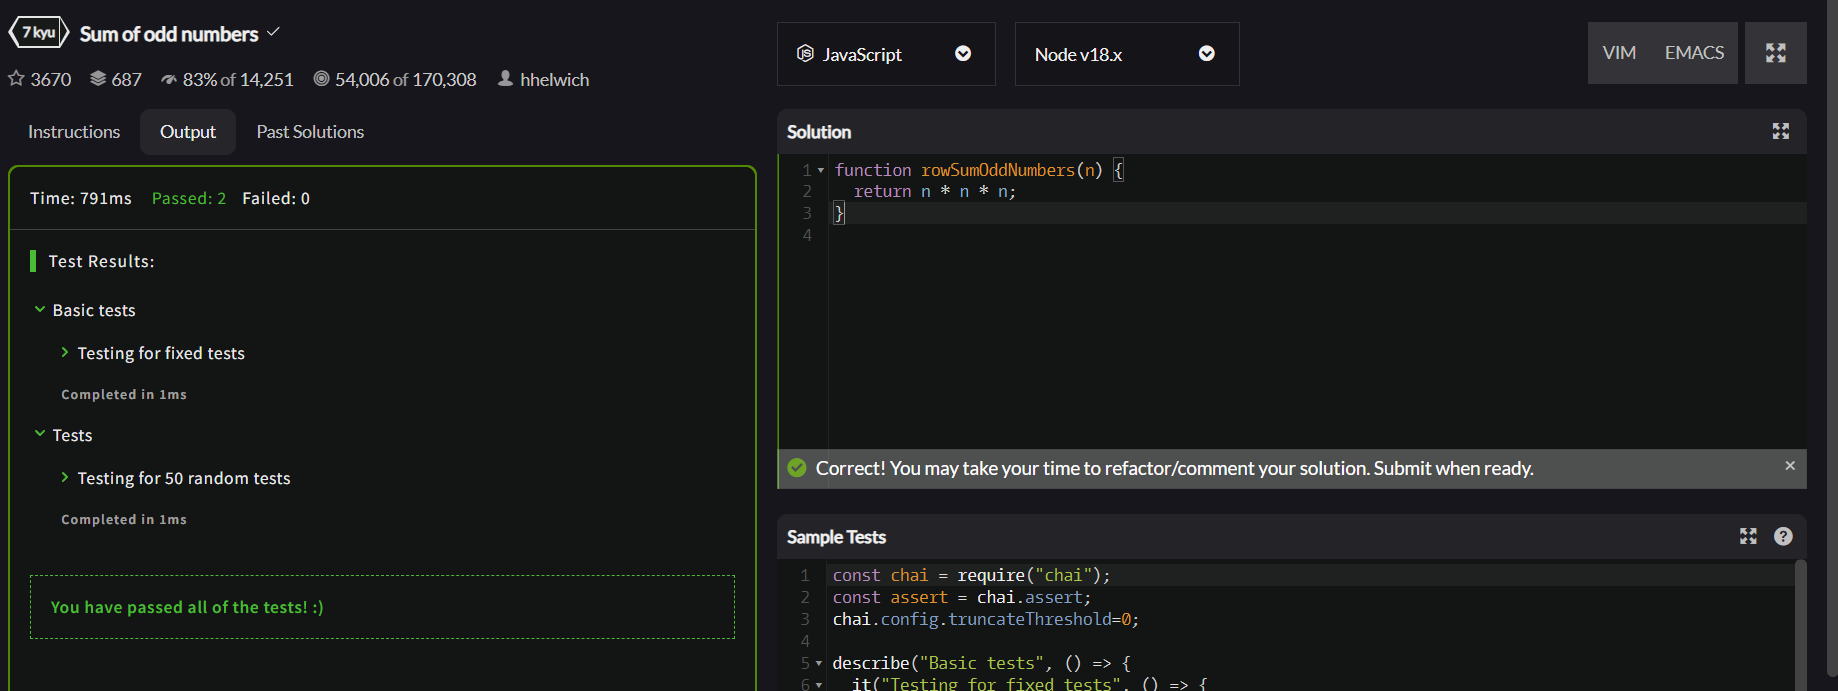 7 kyu Sum of odd numbers
3670 687 83% of 14,251 54,006 of 170,308 hhelwich
Instructions Output Past Solutions
Time: 791ms Passed: 2 Failed: 0
Test Results:
Basic tests
Testing for fixed tests
Completed in 1ms
Tests
Testing for 50 random tests
Completed in 1ms
You have passed all of the tests! :)
JS JavaScript Node v18.x VIM EMACS
Solution
1 function rowSumOddNumbers(n) {
2 return n * n * n;
3 }
4
Correct! You may take your time to refactor/comment your solution. Submit when ready. ×
Sample Tests ?
1 const chai = require("chai");
2 const assert = chai.assert;
3 chai.config.truncateThreshold=0;
4
5 describe("Basic tests", () => {
6 it("Testing for fixed tests", () => {